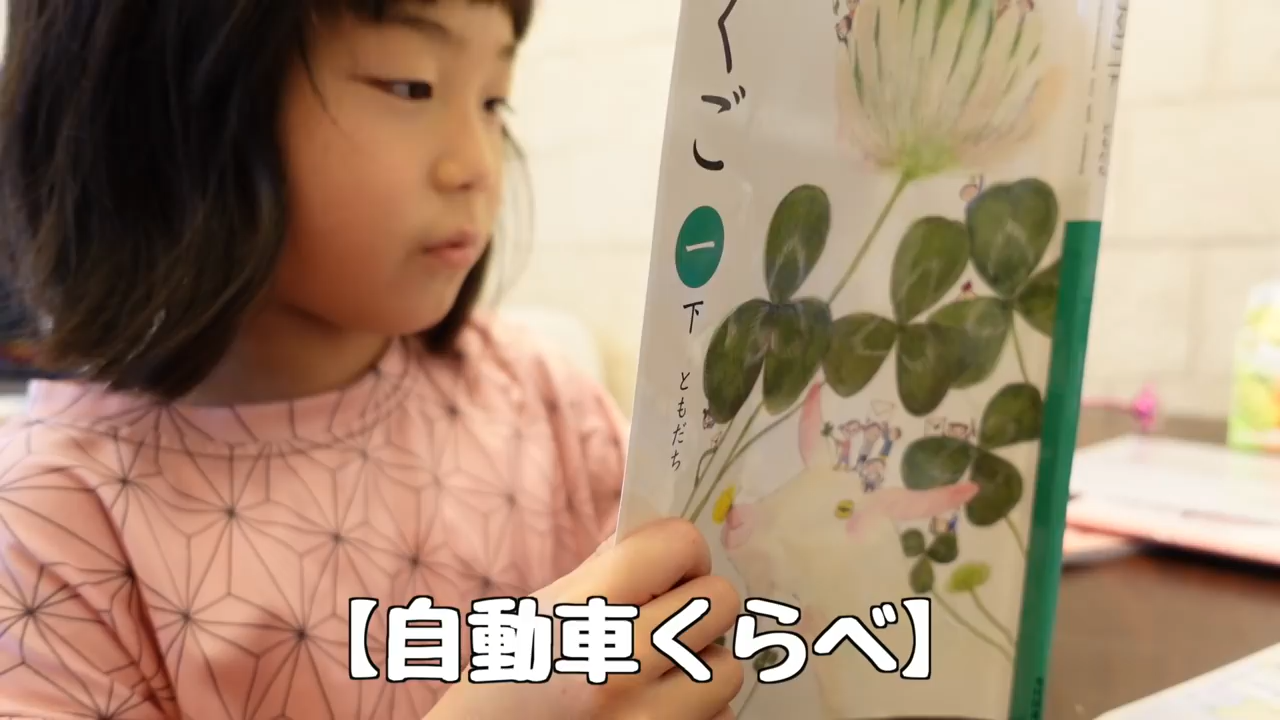 くご
一
下
ともだち
【自動車くらべ】